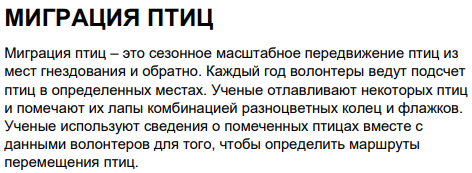 МИГРАЦИЯ ПТИЦ
Миграция птиц – это сезонное масштабное передвижение птиц из
мест гнездования и обратно. Каждый год волонтеры ведут подсчет
птиц в определенных местах. Ученые отлавливают некоторых птиц
и помечают их лапы комбинацией разноцветных колец и флажков.
Ученые используют сведения о помеченных птицах вместе с
данными волонтеров для того, чтобы определить маршруты
перемещения птиц.